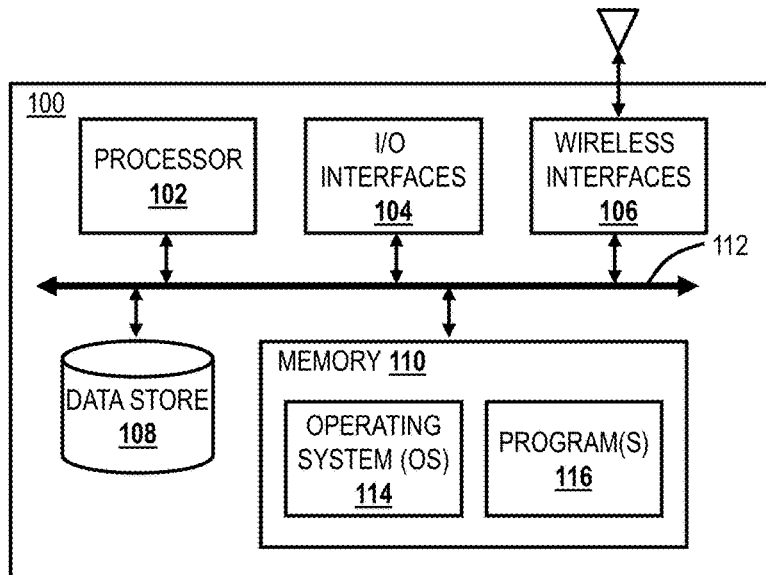 100
PROCESSOR
102
I/O
INTERFACES
104
WIRELESS
INTERFACES
106
112
DATA STORE
108
MEMORY 110
OPERATING
SYSTEM (OS)
114
PROGRAM(S)
116